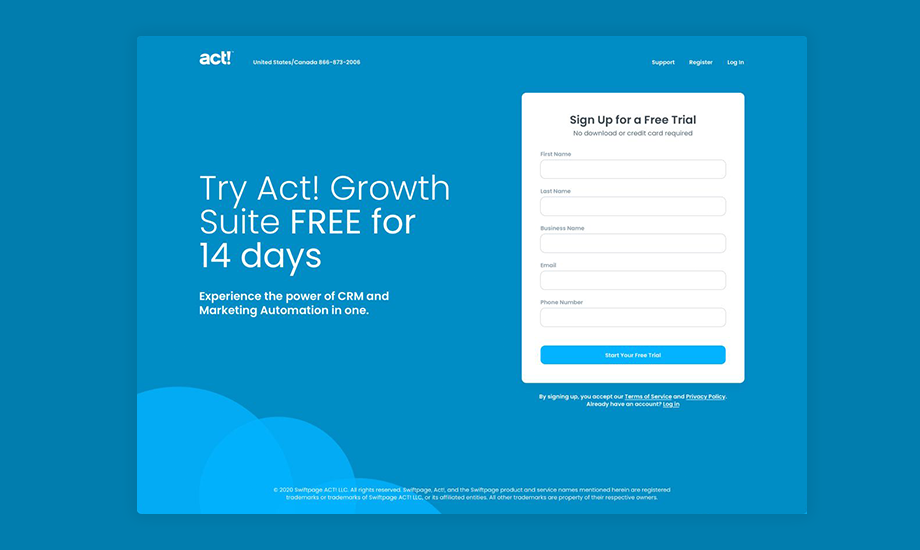 act!
United States/Canada 866-873-2006
Support Register Log In
Try Act! Growth
Suite FREE for
14 days
Experience the power of CRM and
Marketing Automation in one.
Sign Up for a Free Trial
No download or credit card required
First Name
Last Name
Business Name
Email
Phone Number
Start Your Free Trial
By signing up, you accept our Terms of Service and Privacy Policy.
Already have an account? Log in
© 2020 Swiftpage ACT! LLC. All rights reserved. Swiftpage, Act!, and the Swiftpage product and service names mentioned herein are registered
trademarks or trademarks of Swiftpage ACT! LLC, or its affiliated entities. All other trademarks are property of their respective owners.